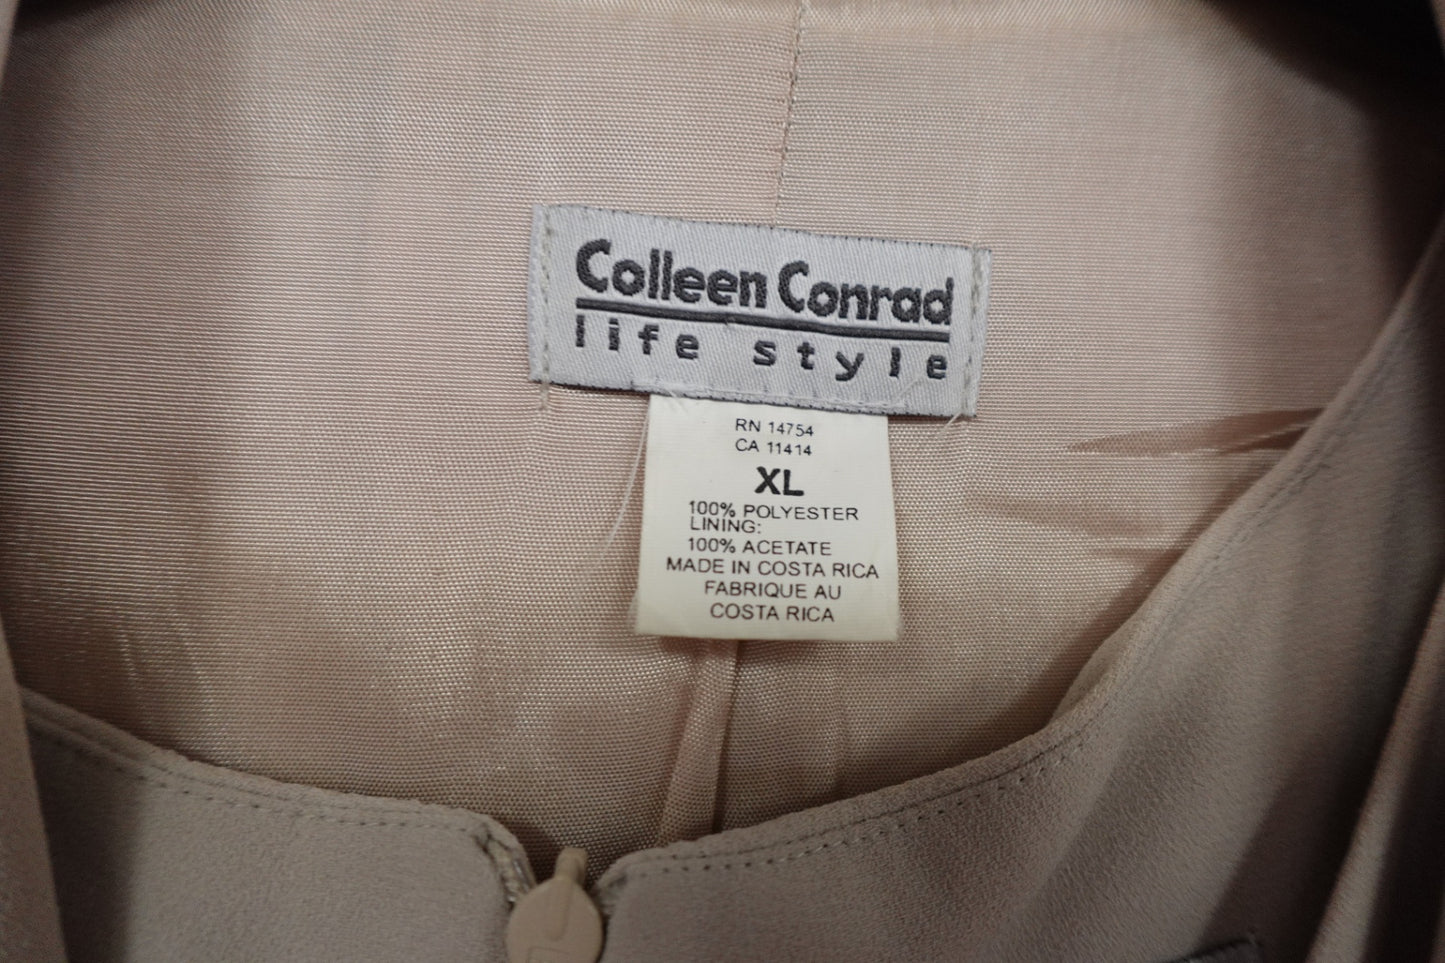 Colleen Conrad
life style
RN 14754
CA 11414
XL
100% POLYESTER
LINING:
100% ACETATE
MADE IN COSTA RICA
FABRIQUE AU
COSTA RICA